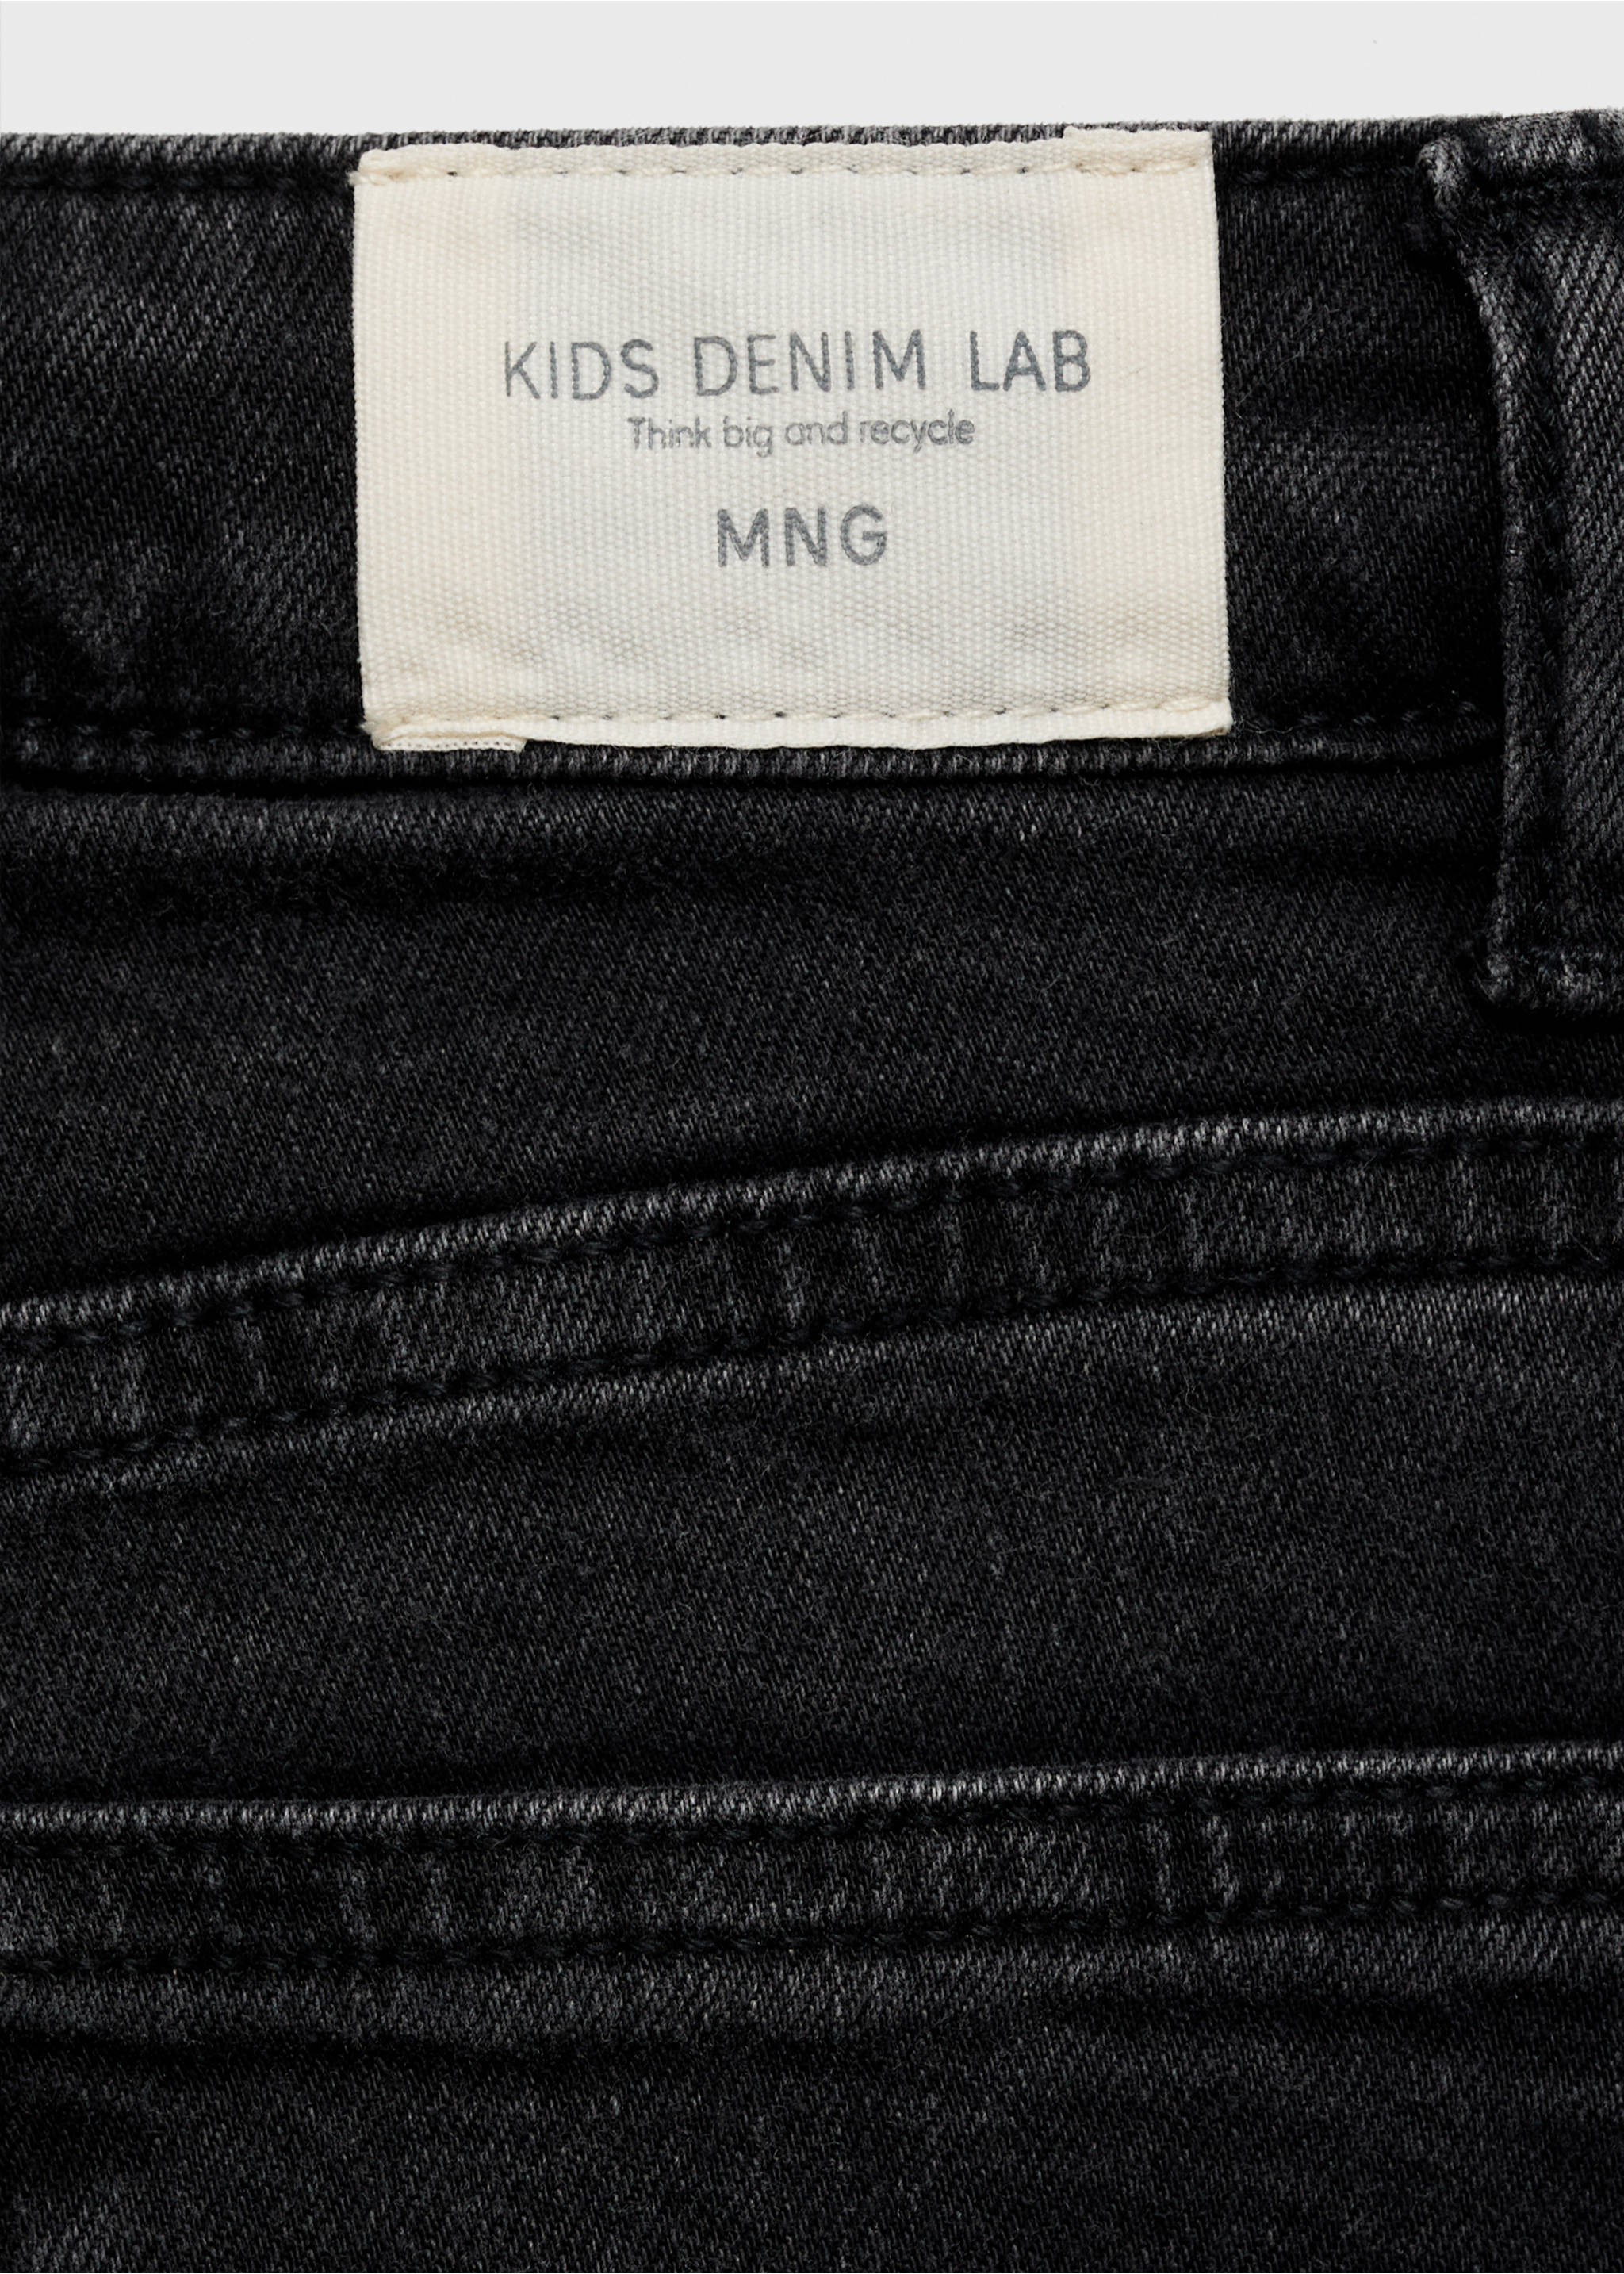 KIDS DENIM LAB
Think big and recycle
MNG